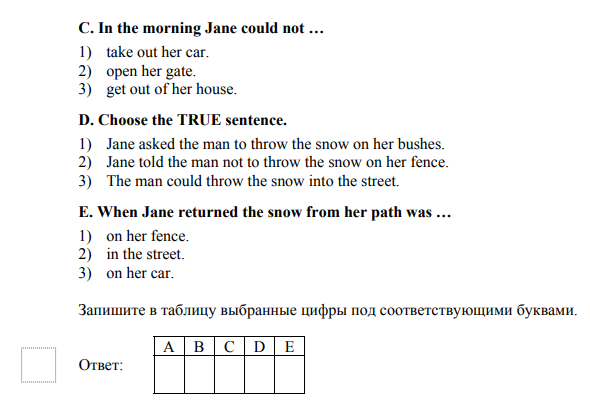 C. In the morning Jane could not …
1) take out her car.
2) open her gate.
3) get out of her house.
D. Choose the TRUE sentence.
1) Jane asked the man to throw the snow on her bushes.
2) Jane told the man not to throw the snow on her fence.
3) The man could throw the snow into the street.
E. When Jane returned the snow from her path was …
1) on her fence.
2) in the street.
3) on her car.
Запишите в таблицу выбранные цифры под соответствующими буквами.
A B C D E
Ответ: